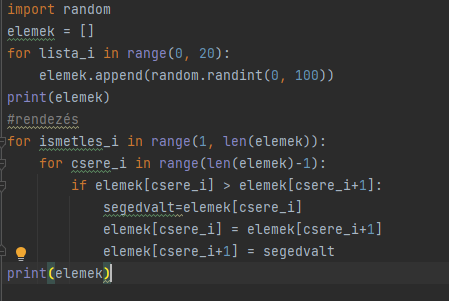 import random
elemek = []
for lista_i in range(0, 20):
    elemek.append(random.randint(0, 100))
print(elemek)
#rendezés
for ismetles_i in range(1, len(elemek)):
    for csere_i in range(len(elemek)-1):
        if elemek[csere_i] > elemek[csere_i+1]:
            segedvalt=elemek[csere_i]
            elemek[csere_i] = elemek[csere_i+1]
            elemek[csere_i+1] = segedvalt
print(elemek)